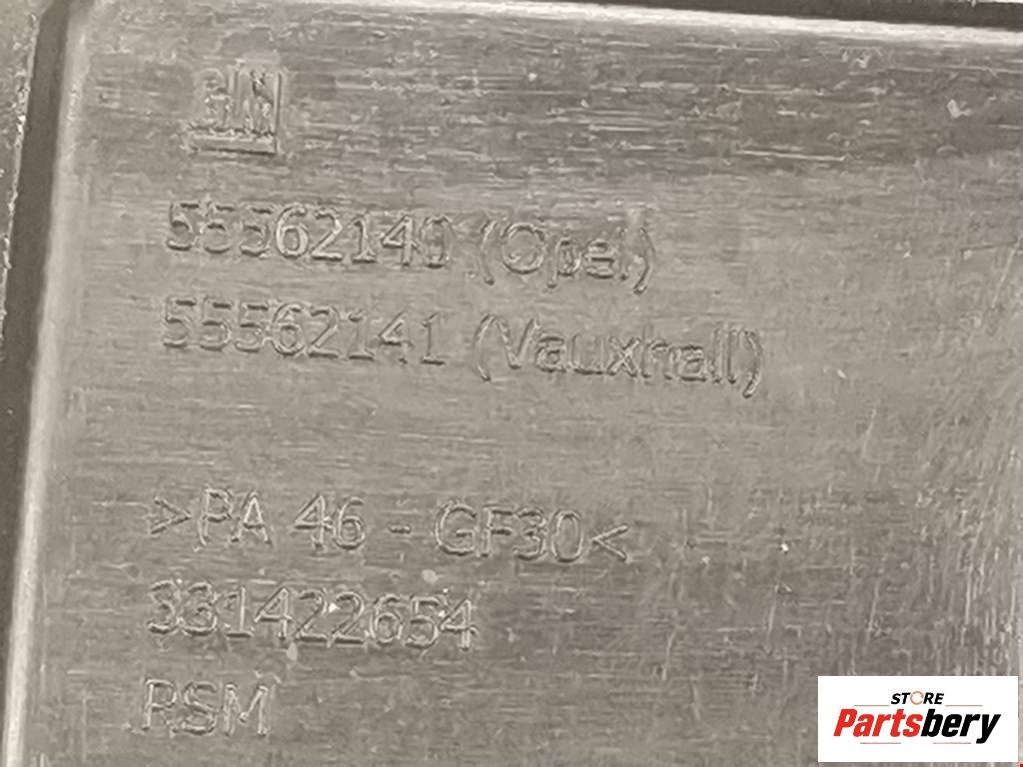 GM
55562140 (Opel)
55562141 (Vauxhall)
>PA 46 - GF30<
331422654
RSM
STORE
Partsbery